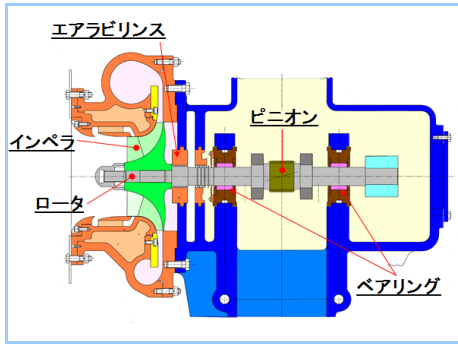 エアラビリンス
ピニオン
インペラ
ロータ
ベアリング